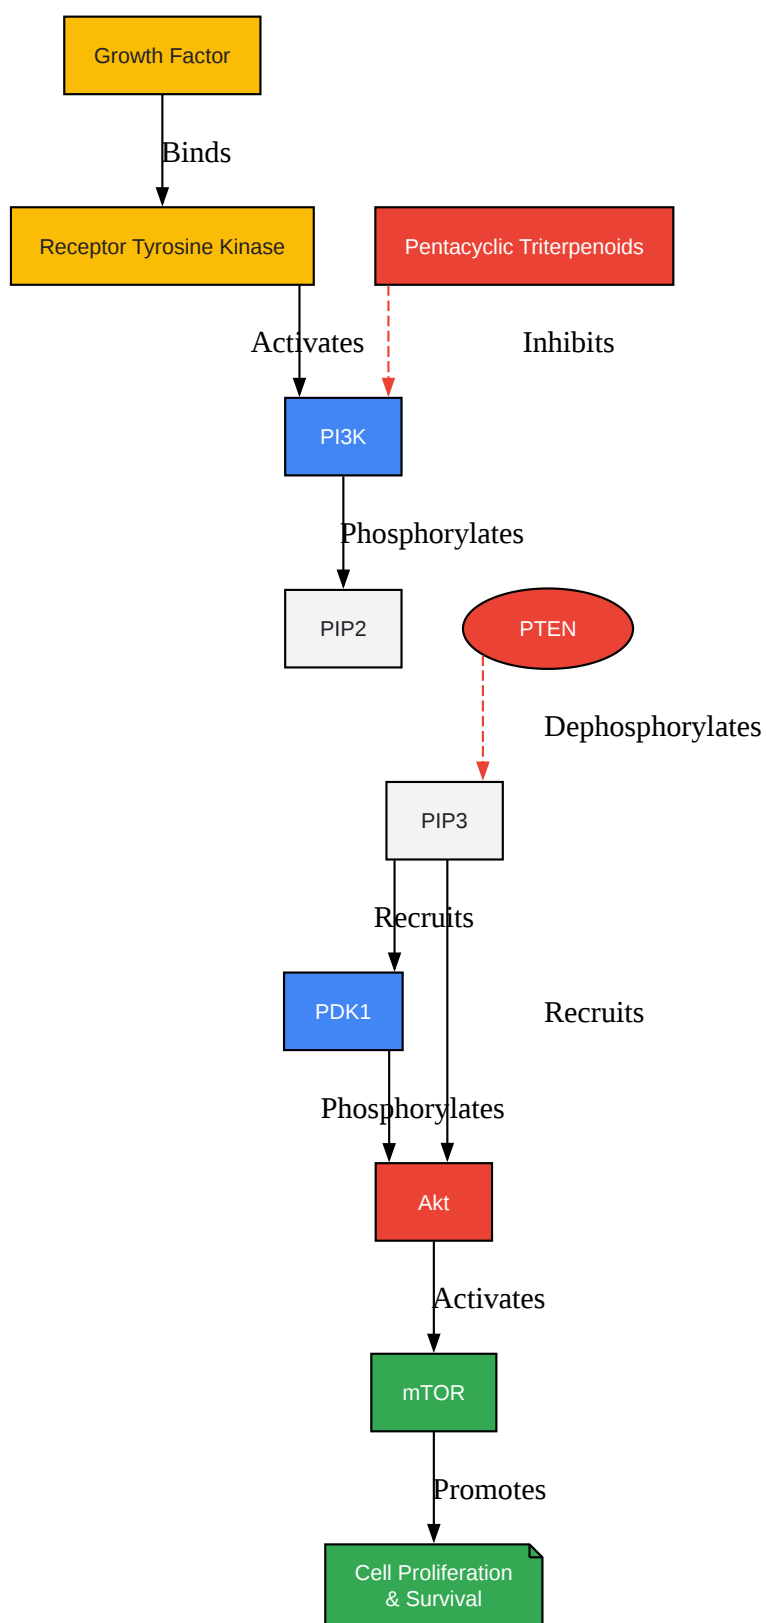 Growth Factor
Binds
Receptor Tyrosine Kinase
Pentacyclic Triterpenoids
Activates
Inhibits
PI3K
Phosphorylates
PIP2
PTEN
Dephosphorylates
PIP3
Recruits
PDK1
Recruits
Phosphorylates
Akt
Activates
mTOR
Promotes
Cell Proliferation
& Survival